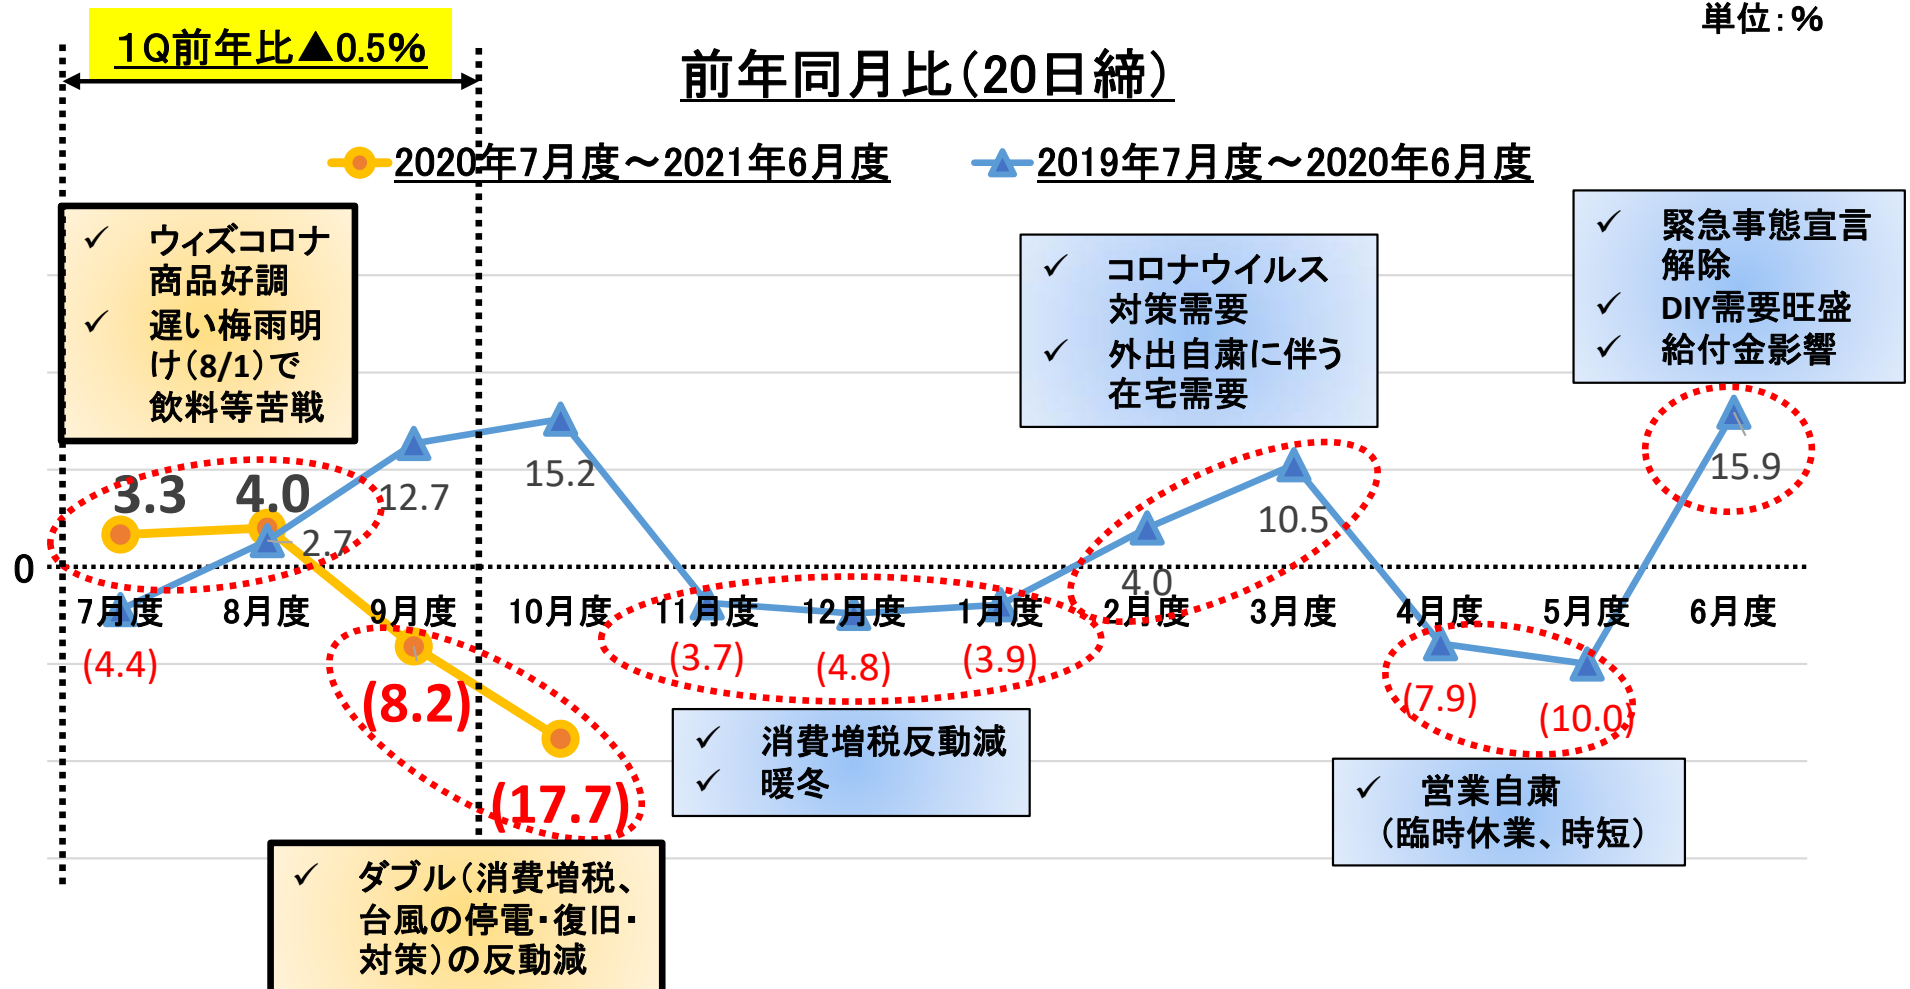 単位：％
１Q前年比▲0.5%
前年同月比（20日締）
2020年7月度～2021年6月度
2019年7月度～2020年6月度
✓ ウィズコロナ
商品好調
✓ 遅い梅雨明
け（8/1）で
飲料等苦戦
✓ コロナウイルス
対策需要
✓ 外出自粛に伴う
在宅需要
✓ 緊急事態宣言
解除
✓ DIY需要旺盛
✓ 給付金影響
3.3
4.0
2.7
12.7
15.2
10.5
4.0
15.9
0
7月度
8月度
9月度
10月度
11月度
12月度
1月度
2月度
3月度
4月度
5月度
6月度
(4.4)
(8.2)
(17.7)
(3.7)
(4.8)
(3.9)
(7.9)
(10.0)
✓ 消費増税反動減
✓ 暖冬
✓ 営業自粛
（臨時休業、時短）
✓ ダブル（消費増税、
台風の停電・復旧・
対策）の反動減